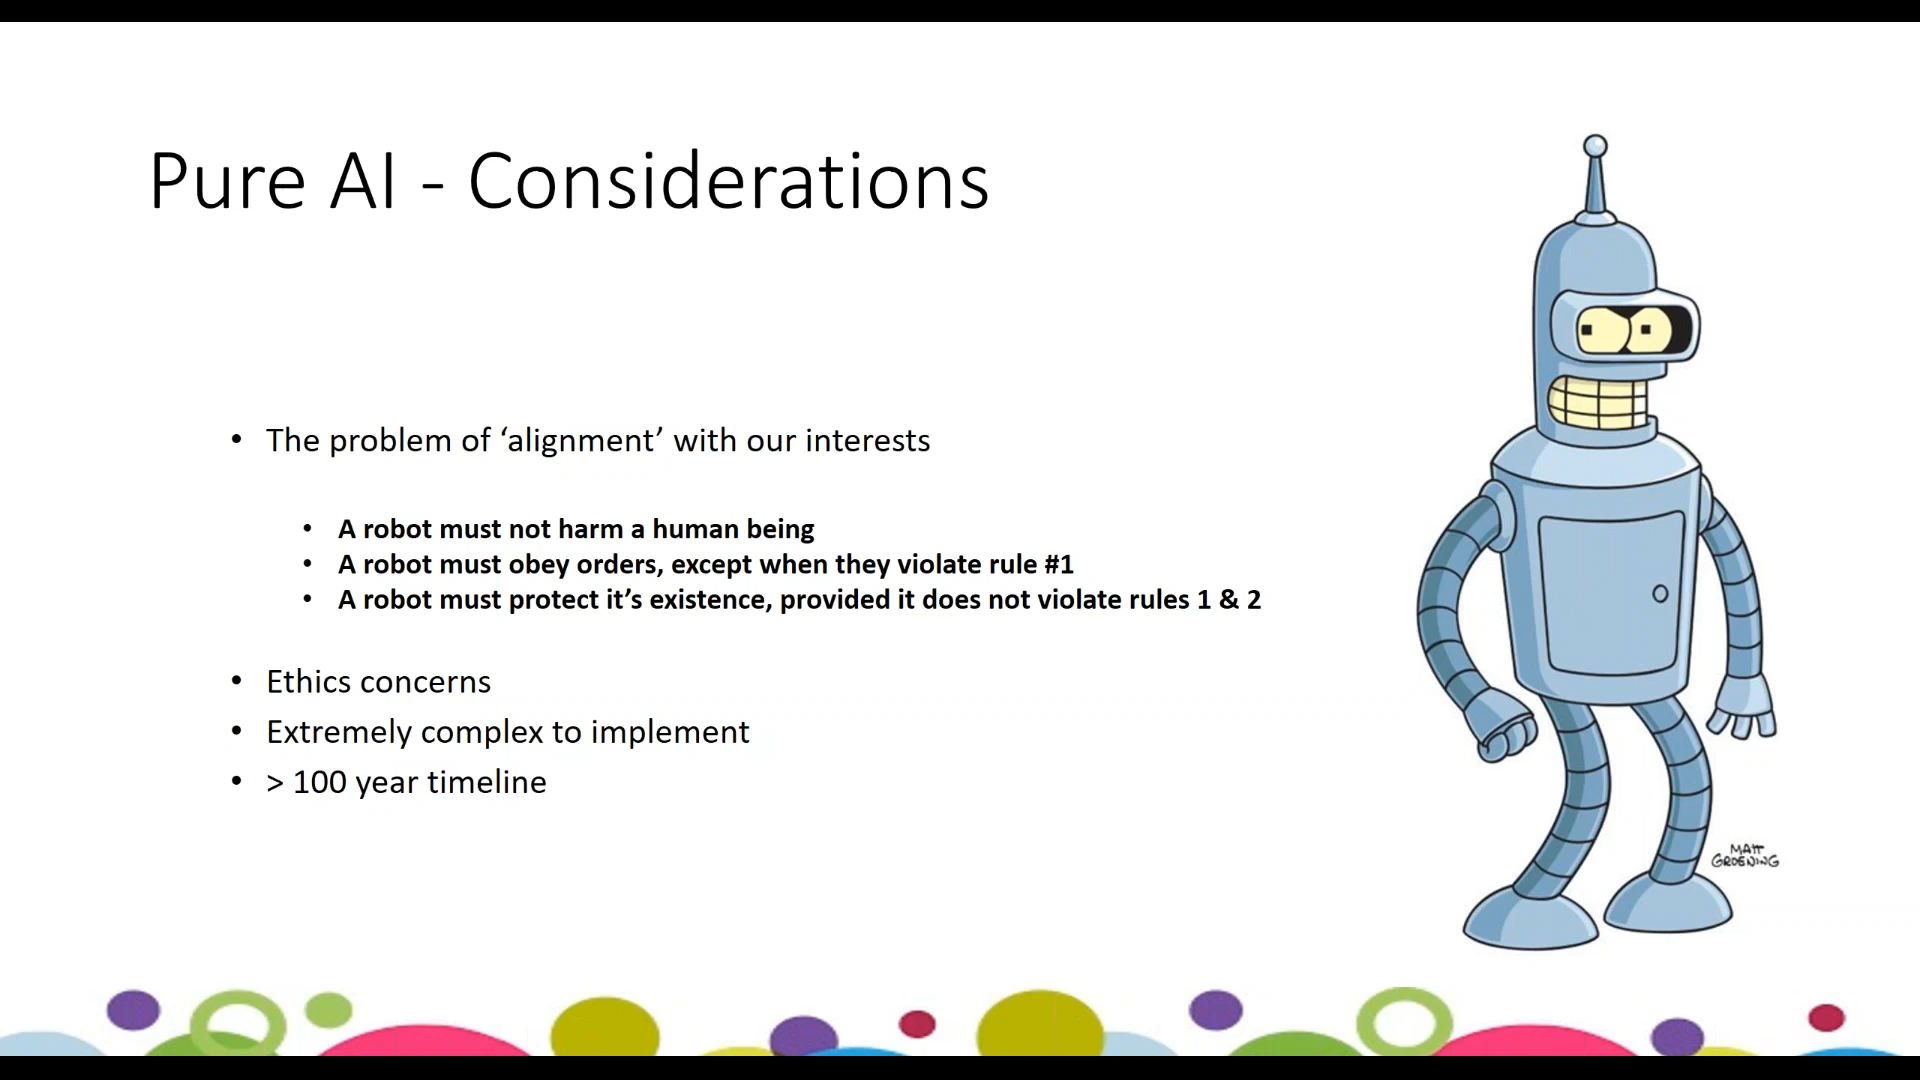 Pure AI - Considerations
• The problem of ‘alignment’ with our interests
• A robot must not harm a human being
• A robot must obey orders, except when they violate rule #1
• A robot must protect it’s existence, provided it does not violate rules 1 & 2
• Ethics concerns
• Extremely complex to implement
• > 100 year timeline
MATT
GROENING